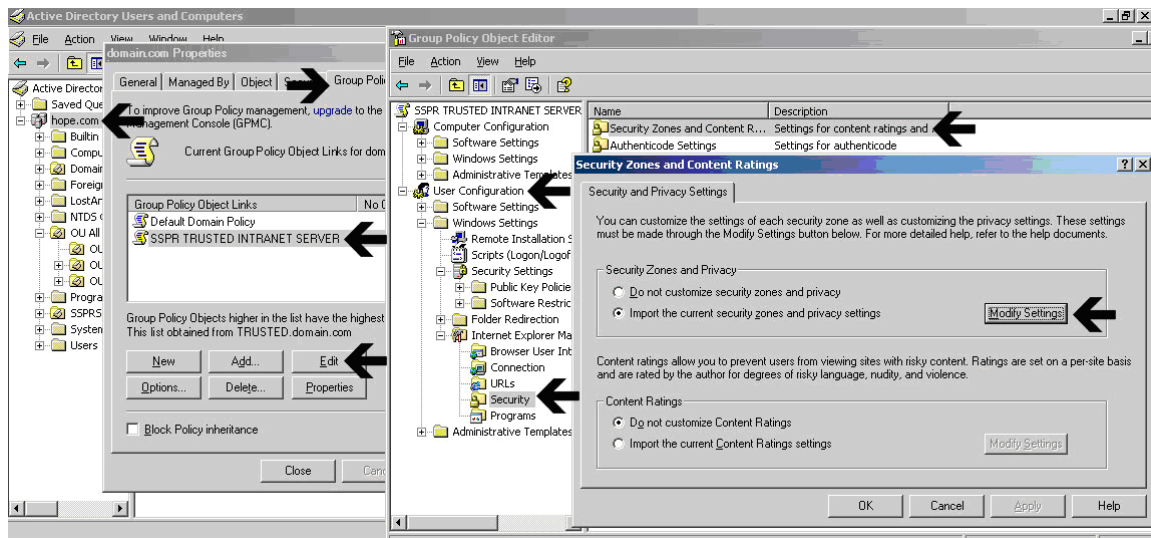 Active Directory Users and Computers
File Action View Window Help
Active Director
Saved Que
hope.com
Builtin
Compu
Domain
Foreig
LostAr
NTDS
OU All
OU
OU
OU
Progra
SSPRS
System
Users
domain.com Properties
General Managed By Object Group Poli
To improve Group Policy management, upgrade to the
Management Console (GPMC).
Current Group Policy Object Links for dom
Group Policy Object Links No
Default Domain Policy
SSPR TRUSTED INTRANET SERVER
Group Policy Objects higher in the list have the highest
This list obtained from TRUSTED.domain.com
New Add... Edit
Options... Delete... Properties
Block Policy inheritance
Close Canc
Group Policy Object Editor
File Action View Help
SSPR TRUSTED INTRANET SERVER
Computer Configuration
Software Settings
Windows Settings
Administrative Templates
User Configuration
Software Settings
Windows Settings
Remote Installation S
Scripts (Logon/Logof
Security Settings
Public Key Policie
Software Restric
Folder Redirection
Internet Explorer Ma
Browser User Int
Connection
URLs
Security
Programs
Administrative Templates
Name Description
Security Zones and Content R... Settings for content ratings and
Authenticode Settings Settings for authenticode
Security Zones and Content Ratings
Security and Privacy Settings
You can customize the settings of each security zone as well as customizing the privacy settings. These settings
must be made through the Modify Settings button below. For more detailed help, refer to the help documents.
Security Zones and Privacy
Do not customize security zones and privacy
Import the current security zones and privacy settings Modify Settings
Content ratings allow you to prevent users from viewing sites with risky content. Ratings are set on a per-site basis
and are rated by the author for degrees of risky language, nudity, and violence.
Content Ratings
Do not customize Content Ratings
Import the current Content Ratings settings Modify Settings
OK Cancel Apply Help